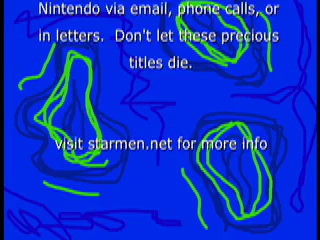 Nintendo via email, phone calls, or
in letters.  Don't let these precious
titles die.
visit starmen.net for more info